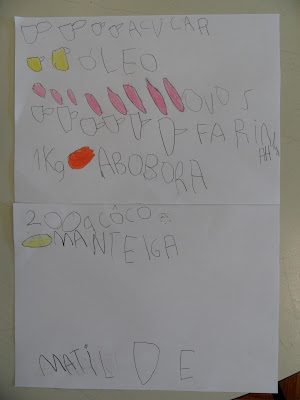 AÇUCAR
ÓLEO
OVOS
FARINHA
1Kg ABOBORA
200g CÔCO
MANTEIGA
MATILDE